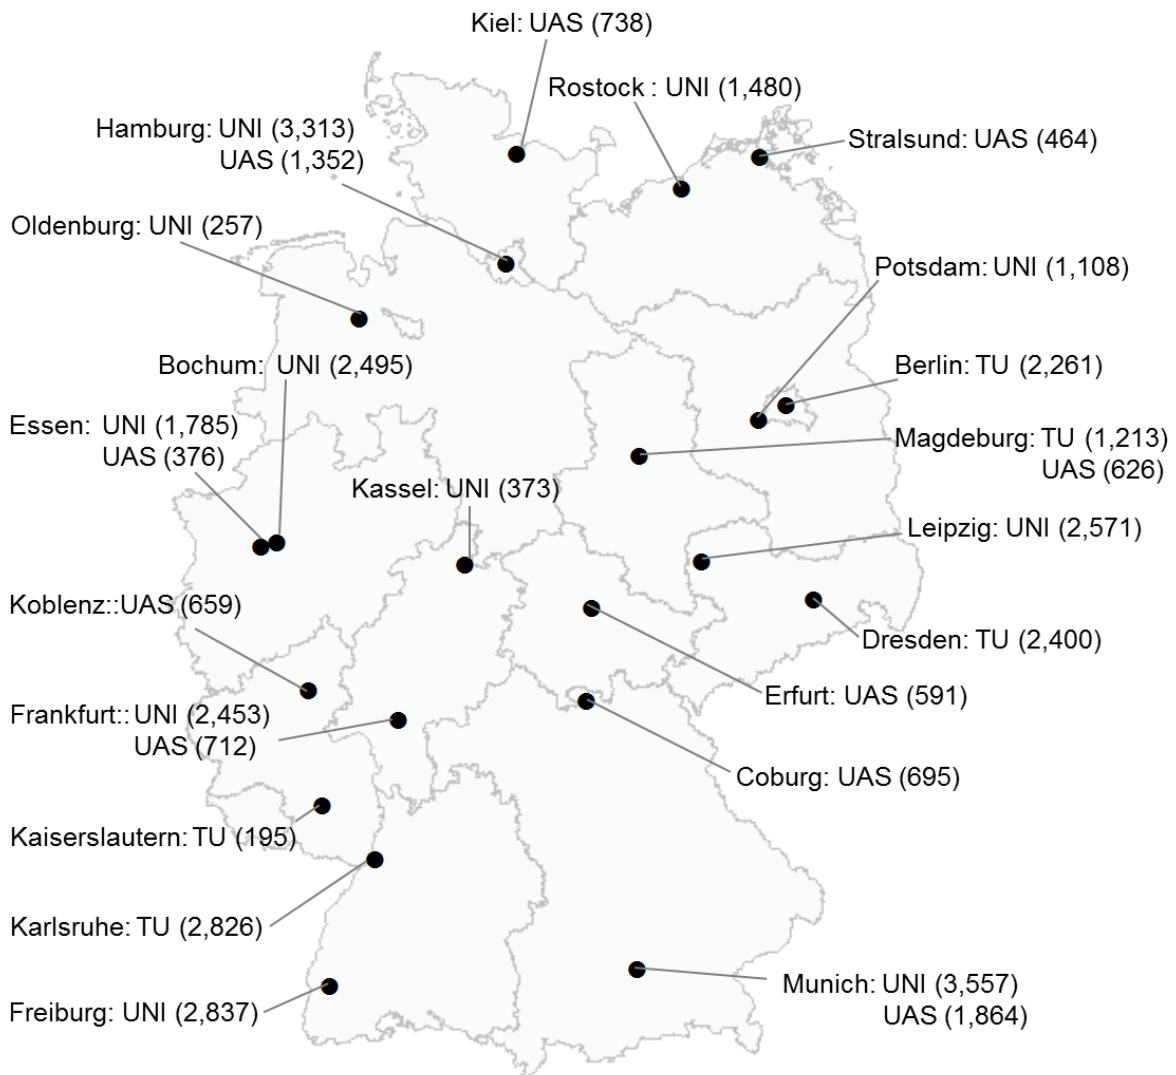 Kiel: UAS (738)
Rostock : UNI (1,480)
Hamburg: UNI (3,313)
UAS (1,352)
Stralsund: UAS (464)
Oldenburg: UNI (257)
Potsdam: UNI (1,108)
Bochum: UNI (2,495)
Berlin: TU (2,261)
Essen: UNI (1,785)
UAS (376)
Magdeburg: TU (1,213)
UAS (626)
Kassel: UNI (373)
Leipzig: UNI (2,571)
Koblenz::UAS (659)
Dresden: TU (2,400)
Erfurt: UAS (591)
Frankfurt:: UNI (2,453)
UAS (712)
Coburg: UAS (695)
Kaiserslautern: TU (195)
Karlsruhe: TU (2,826)
Munich: UNI (3,557)
UAS (1,864)
Freiburg: UNI (2,837)